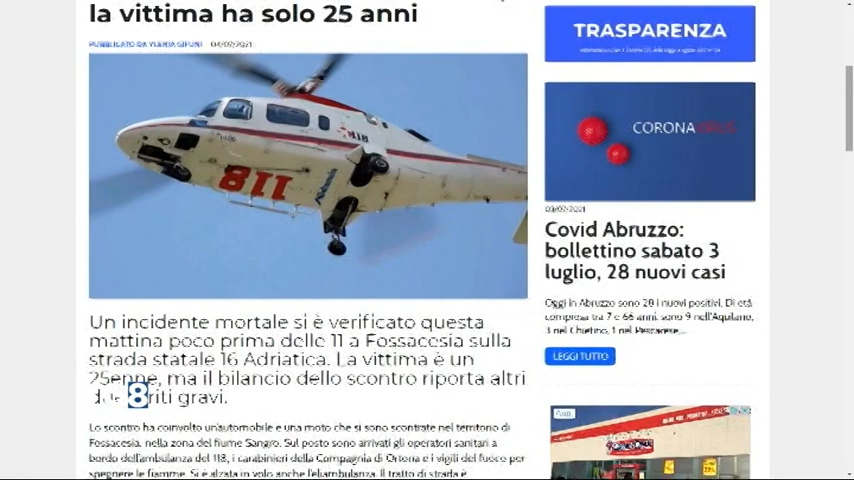 la vittima ha solo 25 anni
PUBBLICATO DA YLENIA GIFUNI 04/07/2021
118
118
Un incidente mortale si è verificato questa
mattina poco prima delle 11 a Fossacesia sulla
strada statale 16 Adriatica. La vittima è un
25enne, ma il bilancio dello scontro riporta altri
gravi.
8
Lo scontro ha coinvolto un'automobile e una moto che si sono scontrate nel territorio di
Fossacesia, nella zona del fiume Sangro. Sul posto sono arrivati gli operatori sanitari a
bordo dell'ambulanza del 118, i carabinieri della Compagnia di Ortona e i vigili del fuoco per
spegnere le fiamme. Si è alzata in volo anche l'eliambulanza. Il tratto di strada è
TRASPARENZA
CORONAVIRUS
03/07/2021
Covid Abruzzo:
bollettino sabato 3
luglio, 28 nuovi casi
Oggi in Abruzzo sono 28 i nuovi positivi. Di età
compresa tra 7 e 66 anni, sono 9 nell'Aquilano,
3 nel Chietino, 1 nel Pescarese,...
LEGGI TUTTO